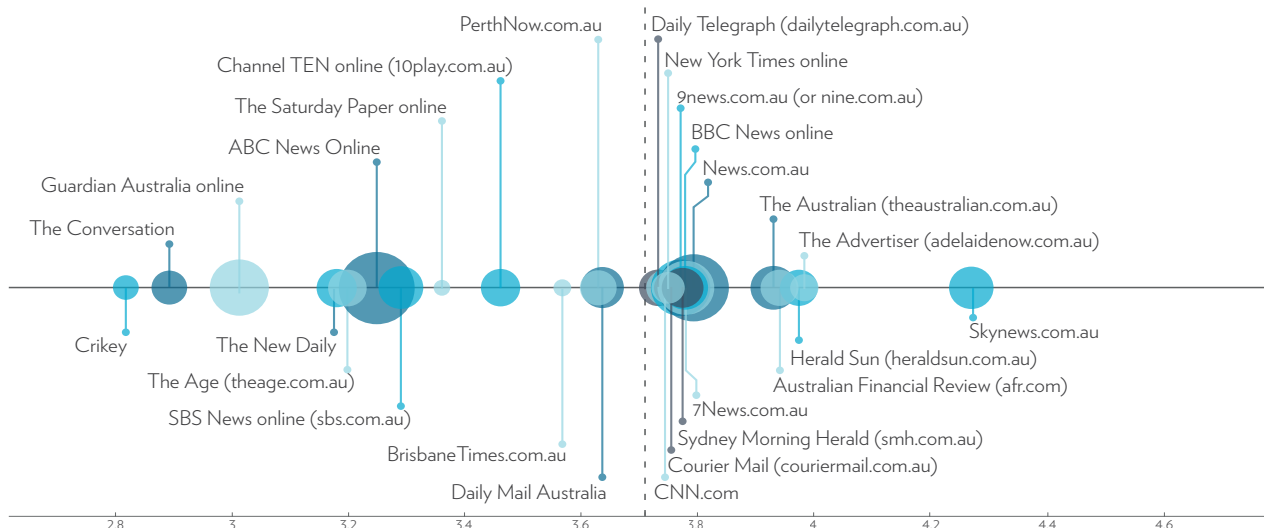 PerthNow.com.au
Daily Telegraph (dailytelegraph.com.au)
Channel TEN online (10play.com.au)
New York Times online
The Saturday Paper online
9news.com.au (or nine.com.au)
ABC News Online
BBC News online
Guardian Australia online
News.com.au
The Conversation
The Australian (theaustralian.com.au)
The Advertiser (adelaidenow.com.au)
Crikey
The New Daily
Skynews.com.au
The Age (theage.com.au)
Herald Sun (heraldsun.com.au)
Australian Financial Review (afr.com)
SBS News online (sbs.com.au)
7News.com.au
BrisbaneTimes.com.au
Sydney Morning Herald (smh.com.au)
Courier Mail (couriermail.com.au)
Daily Mail Australia
CNN.com
2.8 3 3.2 3.4 3.6 3.8 4 4.2 4.4 4.6